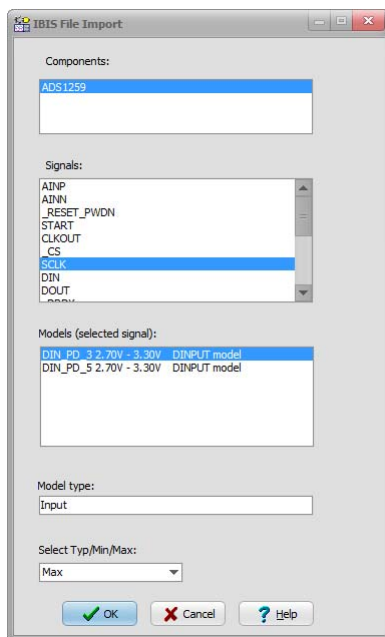 IBIS File Import
Components:
ADS1259
Signals:
AINP
AINN
_RESET_PWDN
START
CLKOUT
_CS
SCLK
DIN
DOUT
Models (selected signal):
DIN_PD_3 2.70V - 3.30V DINPUT model
DIN_PD_5 2.70V - 3.30V DINPUT model
Model type:
Input
Select Typ/Min/Max:
Max
OK Cancel Help